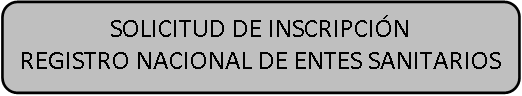 SOLICITUD DE INSCRIPCIÓN
REGISTRO NACIONAL DE ENTES SANITARIOS